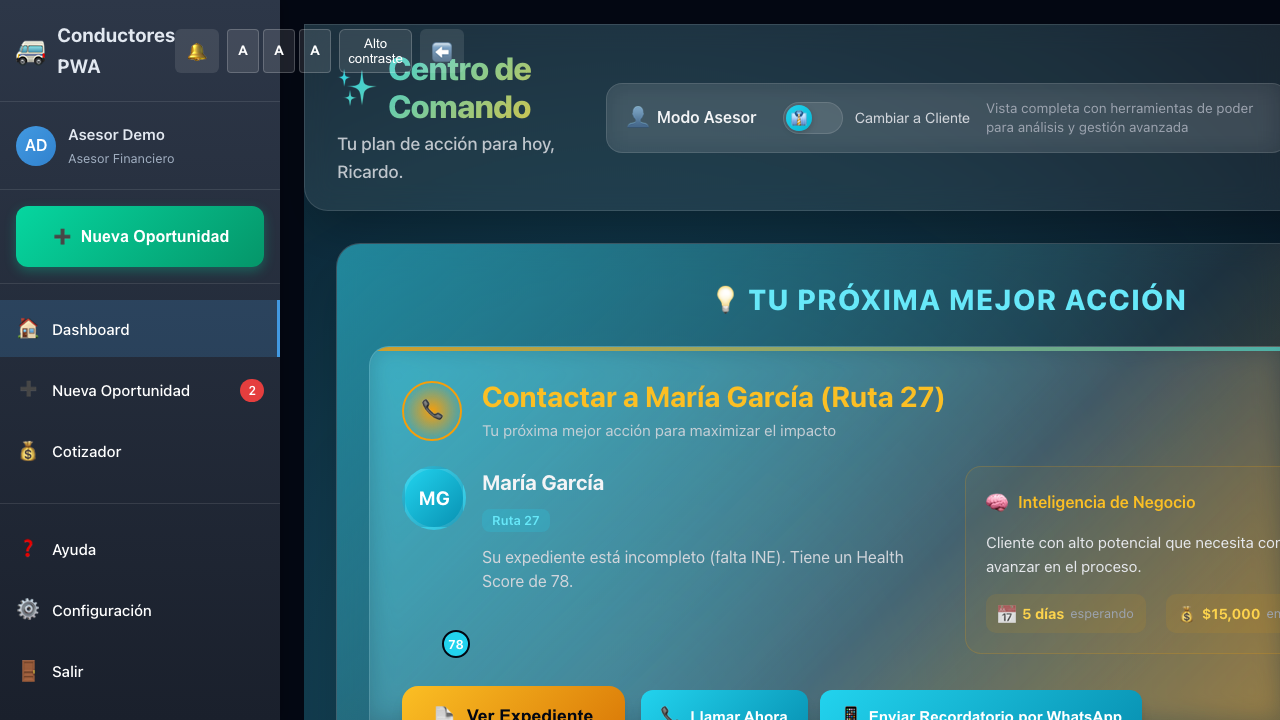 Conductores
PWA
A
A
A
Alto
contraste
Asesor Demo
Asesor Financiero
AD
Nueva Oportunidad
Dashboard
Nueva Oportunidad
2
Cotizador
Ayuda
Configuración
Salir
Centro de
Comando
Tu plan de acción para hoy,
Ricardo.
Modo Asesor
Cambiar a Cliente
Vista completa con herramientas de poder
para análisis y gestión avanzada
TU PRÓXIMA MEJOR ACCIÓN
Contactar a María García (Ruta 27)
Tu próxima mejor acción para maximizar el impacto
MG
María García
Ruta 27
Su expediente está incompleto (falta INE). Tiene un Health
Score de 78.
78
Inteligencia de Negocio
Cliente con alto potencial que necesita
avanzar en el proceso.
5 días esperando
$15,000
Ver Expediente
Llamar Ahora
Enviar Recordatorio por WhatsApp